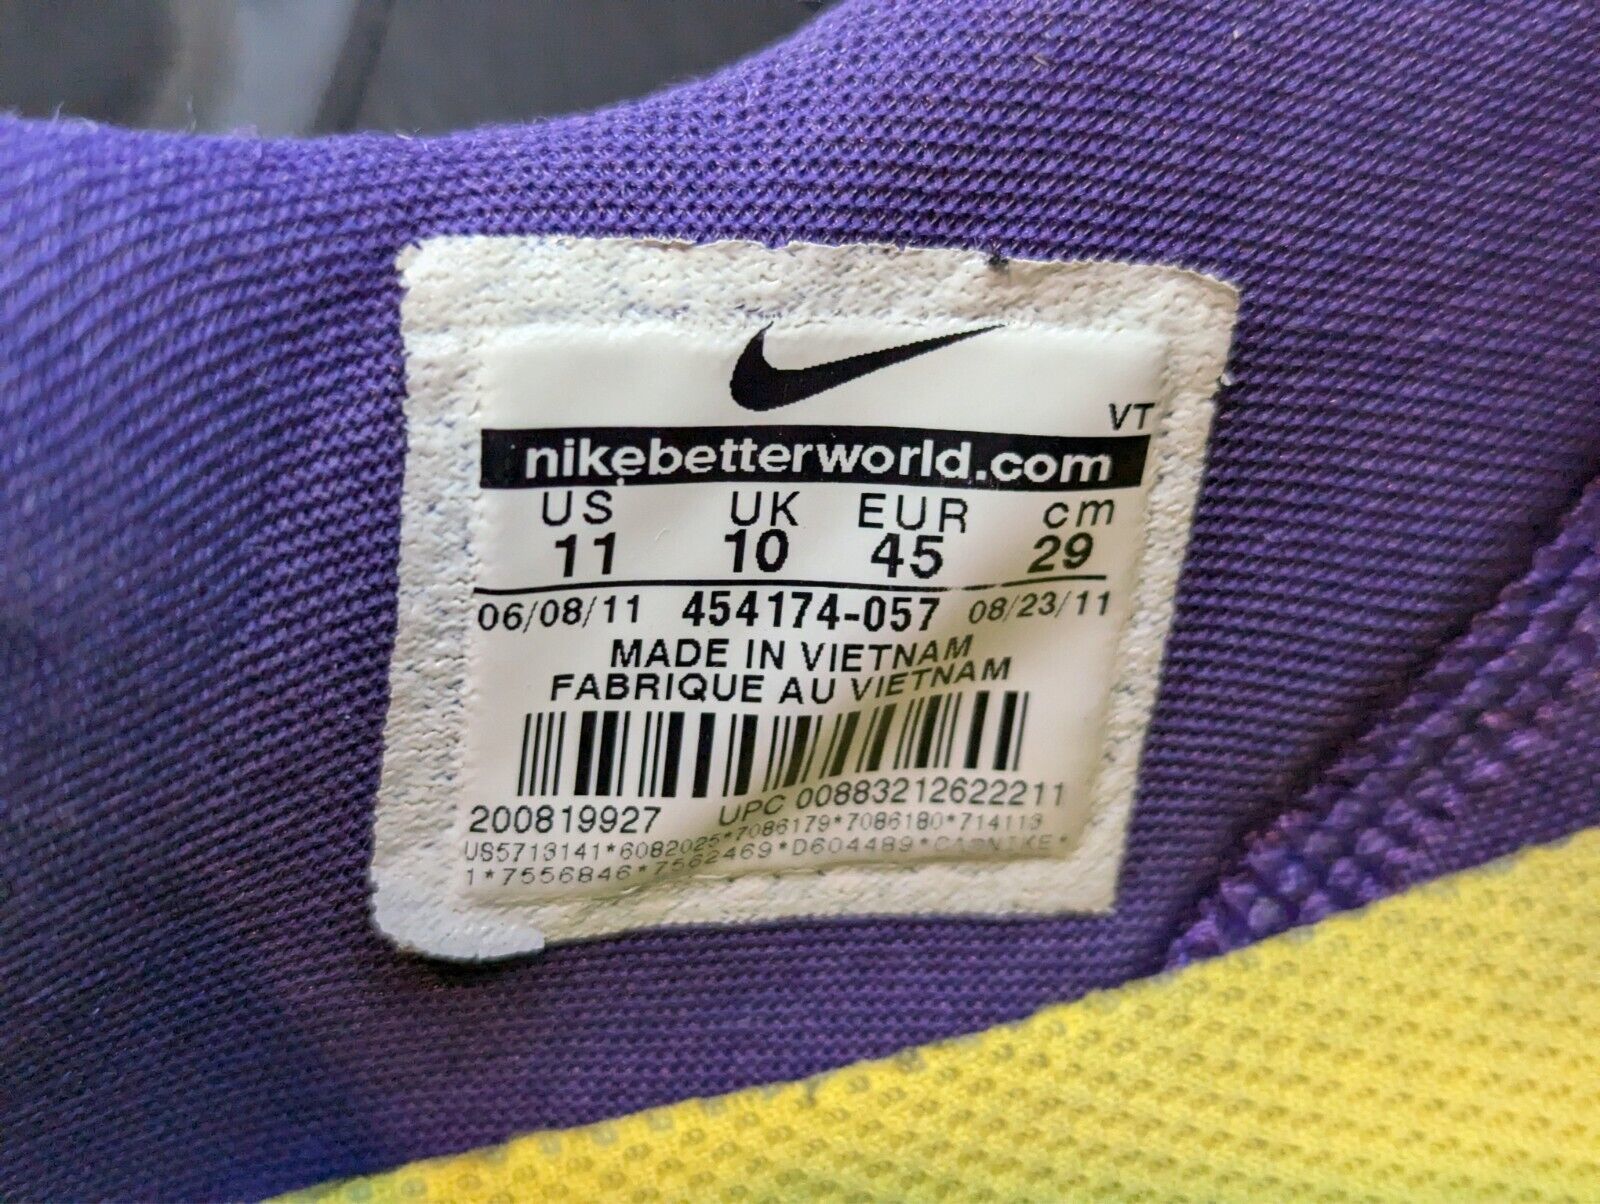 VT
nikebetterworld.com
US UK EUR cm
11 10 45 29
06/08/11 454174-057 08/23/11
MADE IN VIETNAM
FABRIQUE AU VIETNAM
200819927 UPC 00883212622211
US5713141*6082025*7086179*7086180*714113
1*7556846*7562469*D604489*CABNIKE*